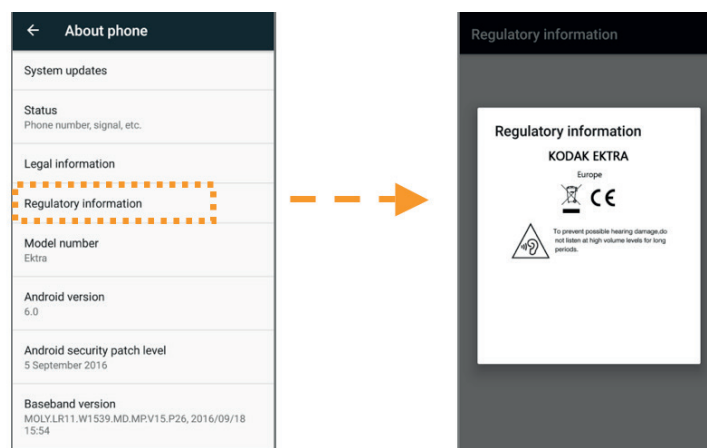 About phone
System updates
Status
Phone number, signal, etc.
Legal information
Regulatory information
Model number
Ektra
Android version
6.0
Android security patch level
5 September 2016
Baseband version
MOLY.LR11.W1539.MD.MP.V15.P26, 2016/09/18
15:54
Regulatory information
Regulatory information
KODAK EKTRA
Europe
CE
To prevent possible hearing damage,do
not listen at high volume levels for long
periods.